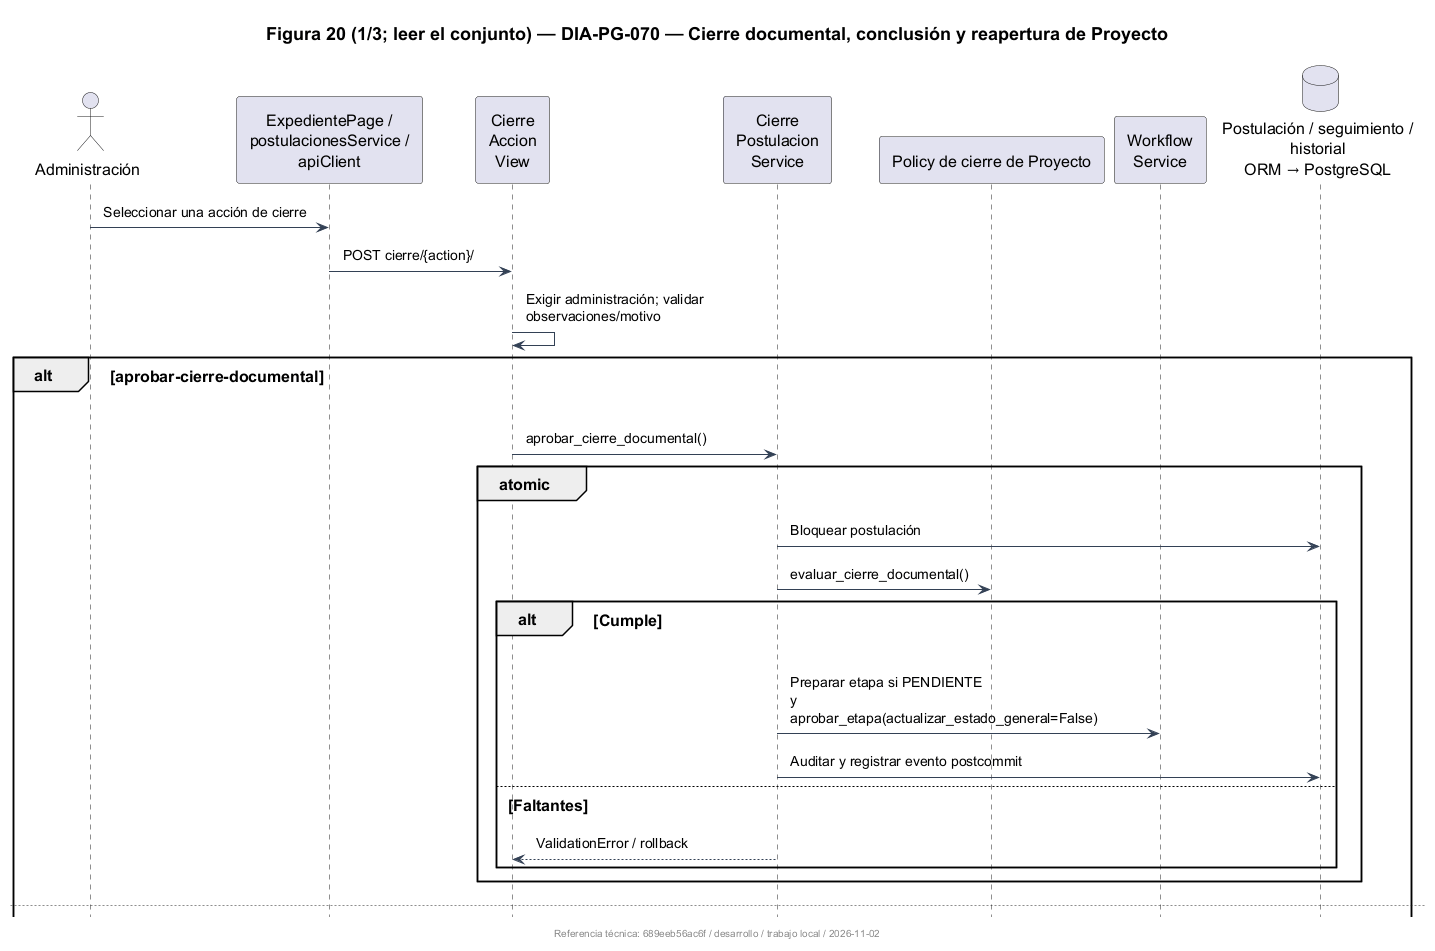 Figura 20 (1/3; leer el conjunto) — DIA-PG-070 — Cierre documental, conclusión y reapertura de Proyecto
Administración
ExpedientePage /
postulacionesService /
apiClient
Cierre
Accion
View
Cierre
Postulacion
Service
Policy de cierre de Proyecto
Workflow
Service
Postulación / seguimiento /
historial
ORM → PostgreSQL
Seleccionar una acción de cierre
POST cierre/{action}/
Exigir administración; validar
observaciones/motivo
alt [aprobar-cierre-documental]
aprobar_cierre_documental()
atomic
Bloquear postulación
evaluar_cierre_documental()
alt [Cumple]
Preparar etapa si PENDIENTE
y
aprobar_etapa(actualizar_estado_general=False)
Auditar y registrar evento postcommit
[Faltantes]
ValidationError / rollback
Referencia técnica: 689eeb56ac6f / desarrollo / trabajo local / 2026-11-02